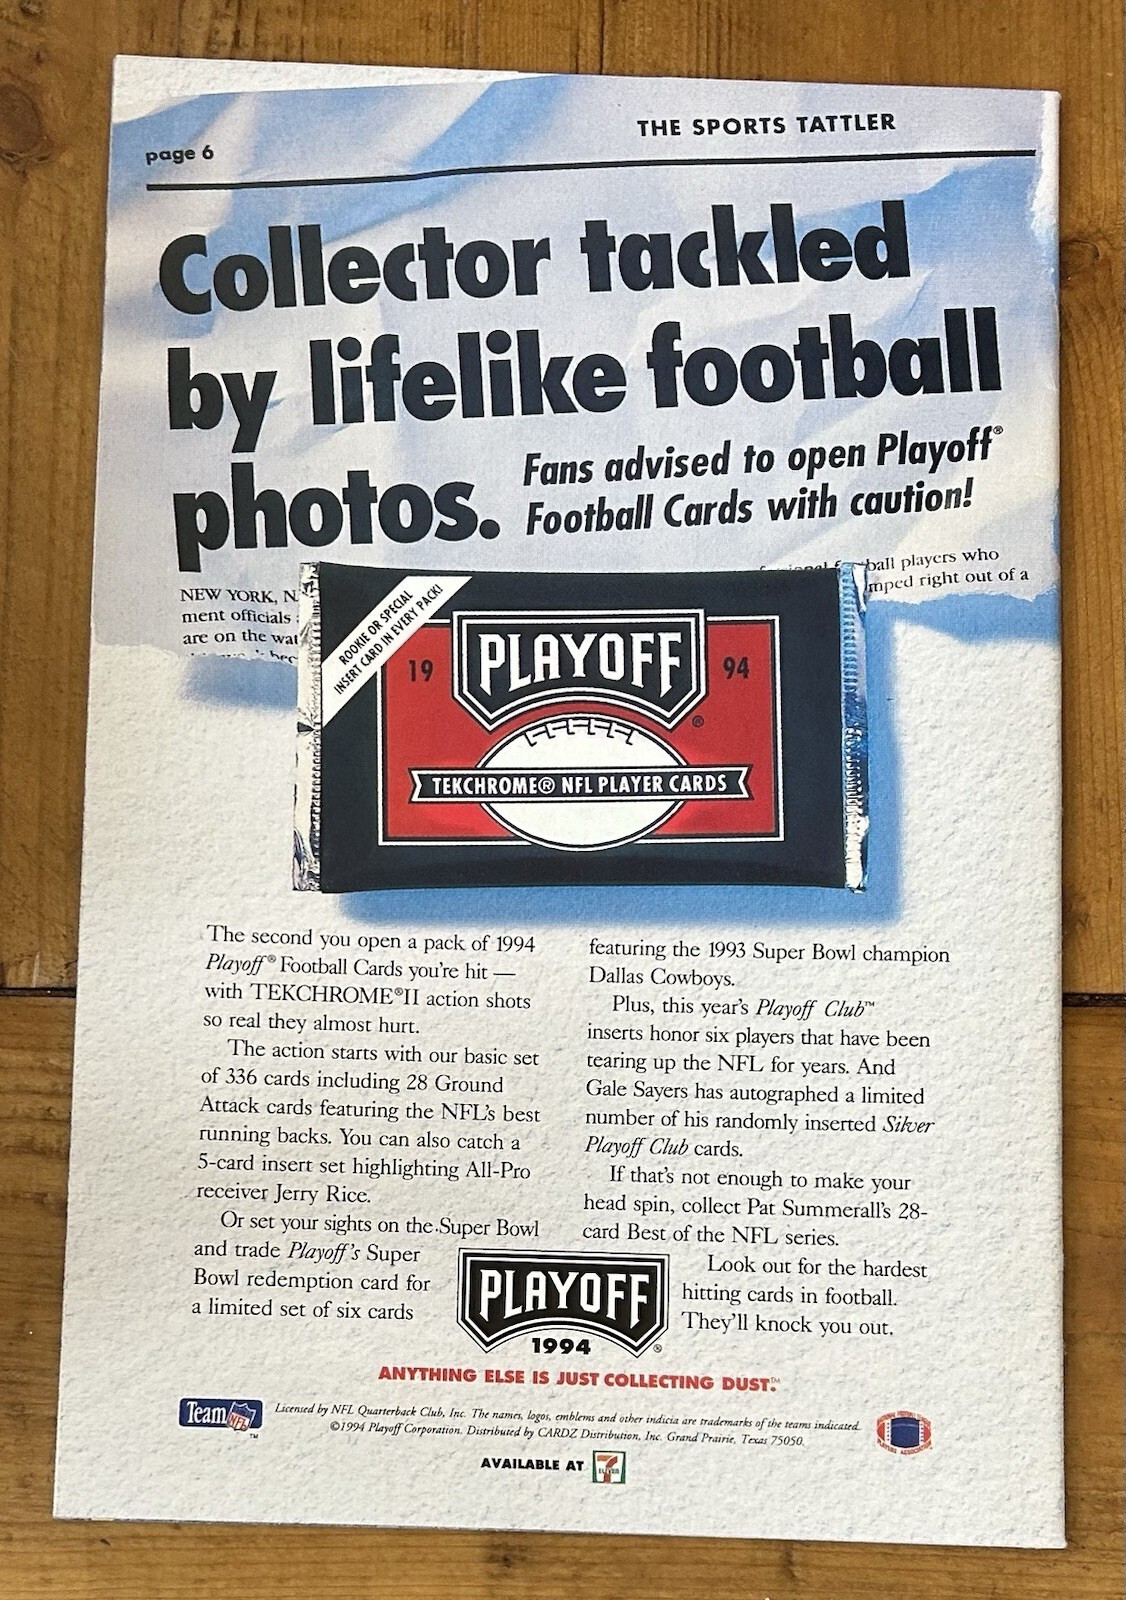 THE SPORTS TATTLER
page 6
Collector tackled
by lifelike football
photos.
Fans advised to open Playoff®
Football Cards with caution!
NEW YORK, N
ment officials
are on the wa
ball players who
mped right out of a
ROOKIE OR SPECIAL
INSERT CARD IN EVERY PACK!
19 PLAYOFF® 94
TEKCHROME® NFL PLAYER CARDS
The second you open a pack of 1994
Playoff® Football Cards you're hit —
with TEKCHROME®II action shots
so real they almost hurt.
The action starts with our basic set
of 336 cards including 28 Ground
Attack cards featuring the NFL's best
running backs. You can also catch a
5-card insert set highlighting All-Pro
receiver Jerry Rice.
Or set your sights on the Super Bowl
and trade Playoff's Super
Bowl redemption card for
a limited set of six cards
featuring the 1993 Super Bowl champion
Dallas Cowboys.
Plus, this year's Playoff Club™
inserts honor six players that have been
tearing up the NFL for years. And
Gale Sayers has autographed a limited
number of his randomly inserted Silver
Playoff Club cards.
If that's not enough to make your
head spin, collect Pat Summerall's 28-
card Best of the NFL series.
Look out for the hardest
hitting cards in football.
They'll knock you out.
PLAYOFF
1994 ®
ANYTHING ELSE IS JUST COLLECTING DUST.™
Team NFL ™
Licensed by NFL Quarterback Club, Inc. The names, logos, emblems and other indicia are trademarks of the teams indicated.
©1994 Playoff Corporation. Distributed by CARDZ Distribution, Inc. Grand Prairie, Texas 75050.
AVAILABLE AT 7 ELEVEN